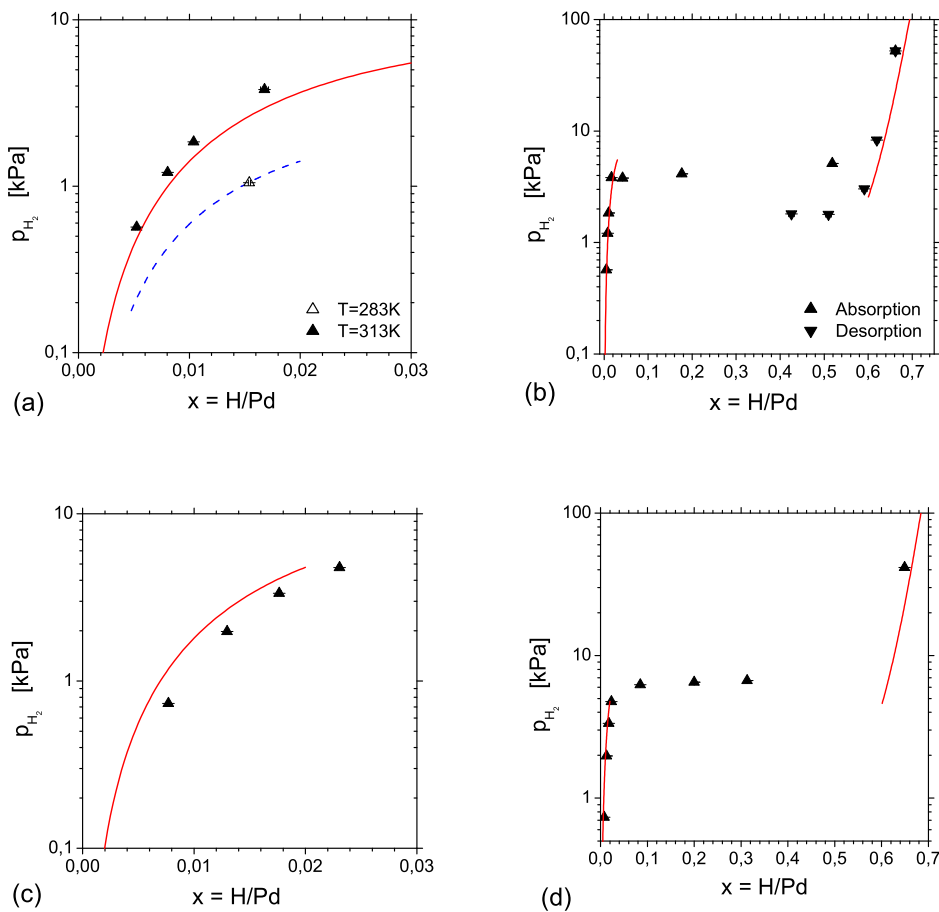 10
1
0,1
p_H₂ [kPa]
0,00 0,01 0,02 0,03
x = H/Pd
T=283K
T=313K
(a)
100
10
1
0,1
p_H₂ [kPa]
0,0 0,1 0,2 0,3 0,4 0,5 0,6 0,7
x = H/Pd
Absorption
Desorption
(b)
10
1
0,1
p_H₂ [kPa]
0,00 0,01 0,02 0,03
x = H/Pd
(c)
100
10
1
p_H₂ [kPa]
0,0 0,1 0,2 0,3 0,4 0,5 0,6 0,7
x = H/Pd
(d)